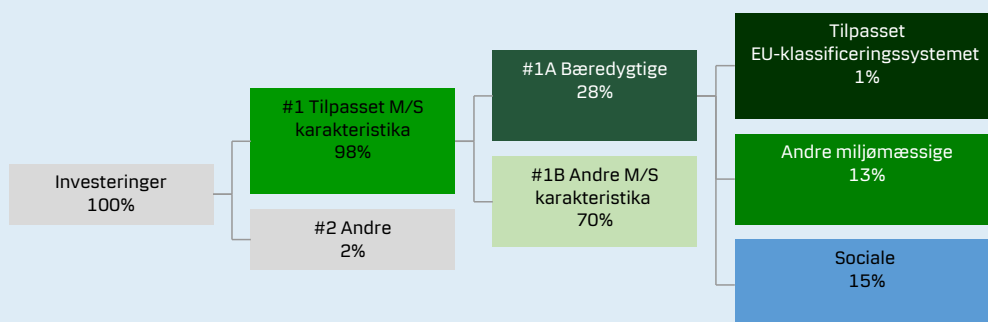 Investeringer
100%
#1 Tilpasset M/S
karakteristika
98%
#2 Andre
2%
#1A Bæredygtige
28%
#1B Andre M/S
karakteristika
70%
Tilpasset
EU-klassificeringssystemet
1%
Andre miljømæssige
13%
Sociale
15%